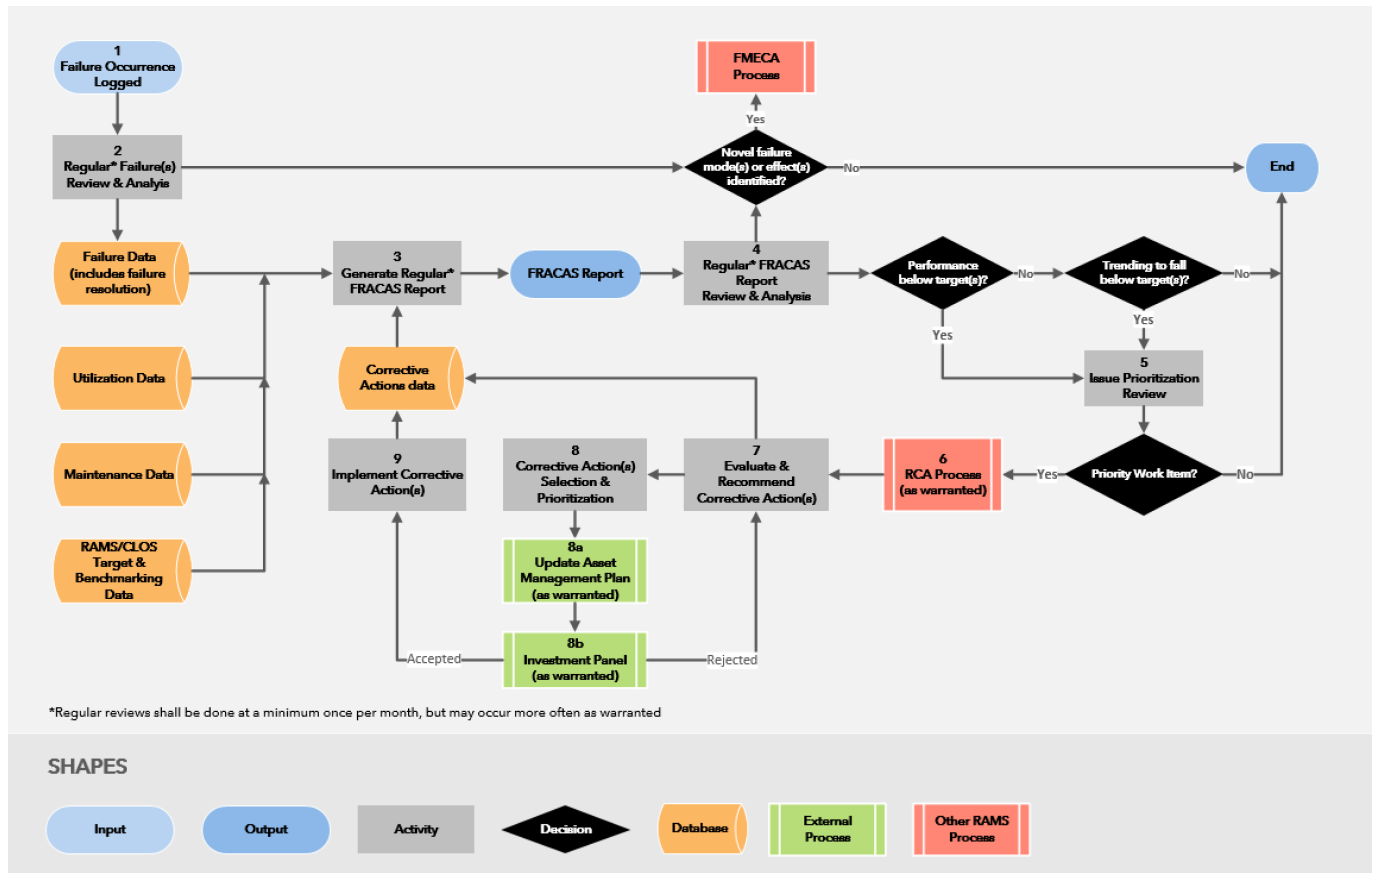 1
Failure Occurrence
Logged
FMECA
Process
Yes
2
Regular* Failure(s)
Review & Analyis
Novel failure
mode(s) or effect(s)
identified?
No
End
Failure Data
(includes failure
resolution)
3
Generate Regular*
FRACAS Report
FRACAS Report
4
Regular* FRACAS
Report
Review & Analysis
Performance
below target(s)?
No
Trending to fall
below target(s)?
No
Yes
Yes
Utilization Data
Corrective
Actions data
5
Issue Prioritization
Review
Maintenance Data
9
Implement Corrective
Action(s)
8
Corrective Action(s)
Selection &
Prioritization
7
Evaluate &
Recommend
Corrective Action(s)
6
RCA Process
(as warranted)
Yes
Priority Work Item?
No
RAMS/CLOS
Target &
Benchmarking
Data
8a
Update Asset
Management Plan
(as warranted)
Accepted
8b
Investment Panel
(as warranted)
Rejected
*Regular reviews shall be done at a minimum once per month, but may occur more often as warranted
SHAPES
Input
Output
Activity
Decision
Database
External
Process
Other RAMS
Process